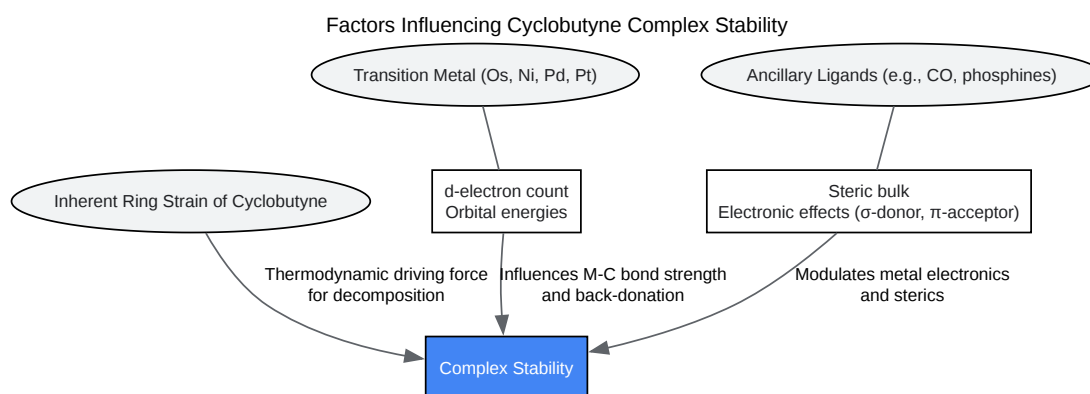 Factors Influencing Cyclobutyne Complex Stability
Transition Metal (Os, Ni, Pd, Pt)
Ancillary Ligands (e.g., CO, phosphines)
Inherent Ring Strain of Cyclobutyne
d-electron count
Orbital energies
Steric bulk
Electronic effects (σ-donor, π-acceptor)
Thermodynamic driving force
for decomposition
Influences M-C bond strength
and back-donation
Modulates metal electronics
and sterics
Complex Stability